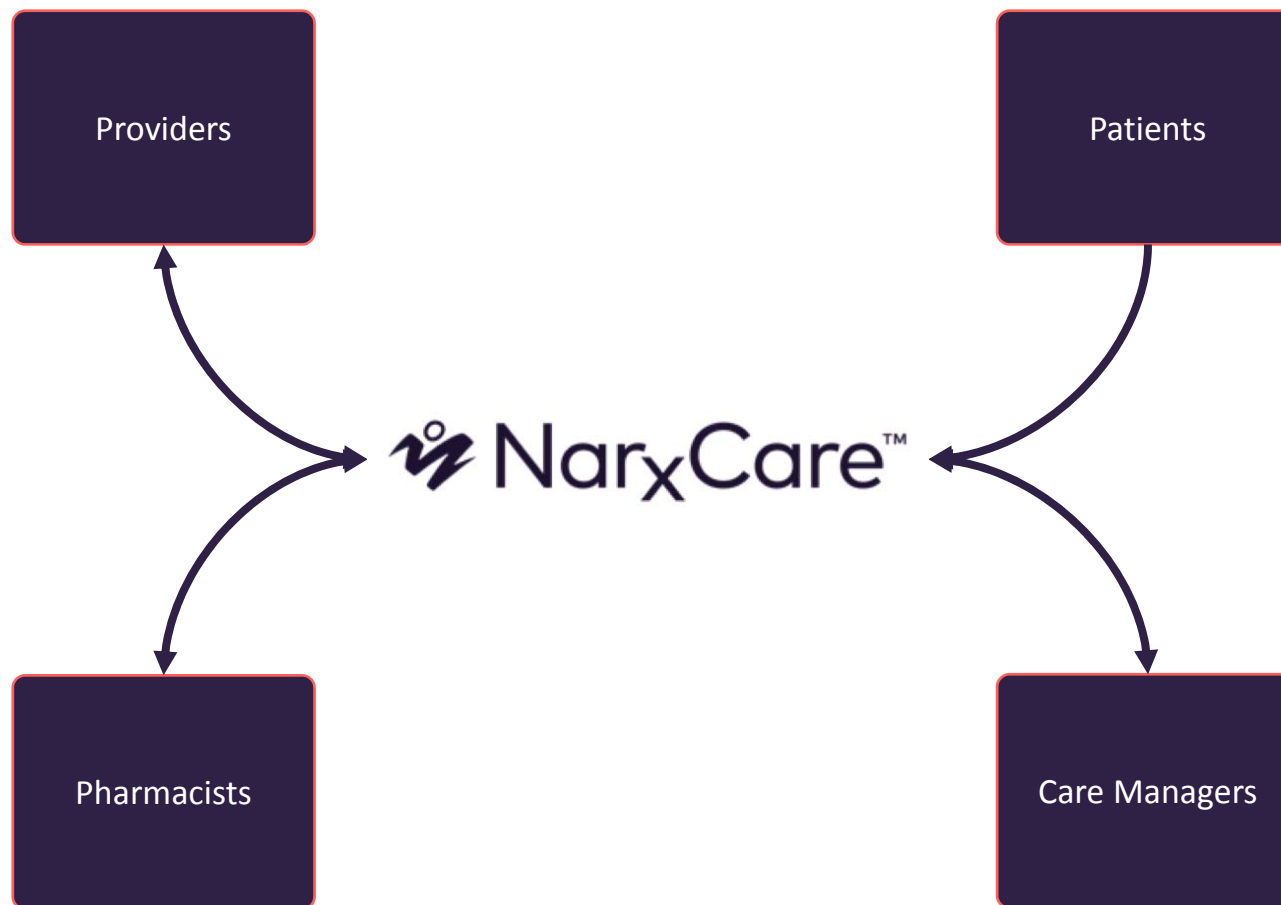 Providers
Patients
NarxCare™
Pharmacists
Care Managers